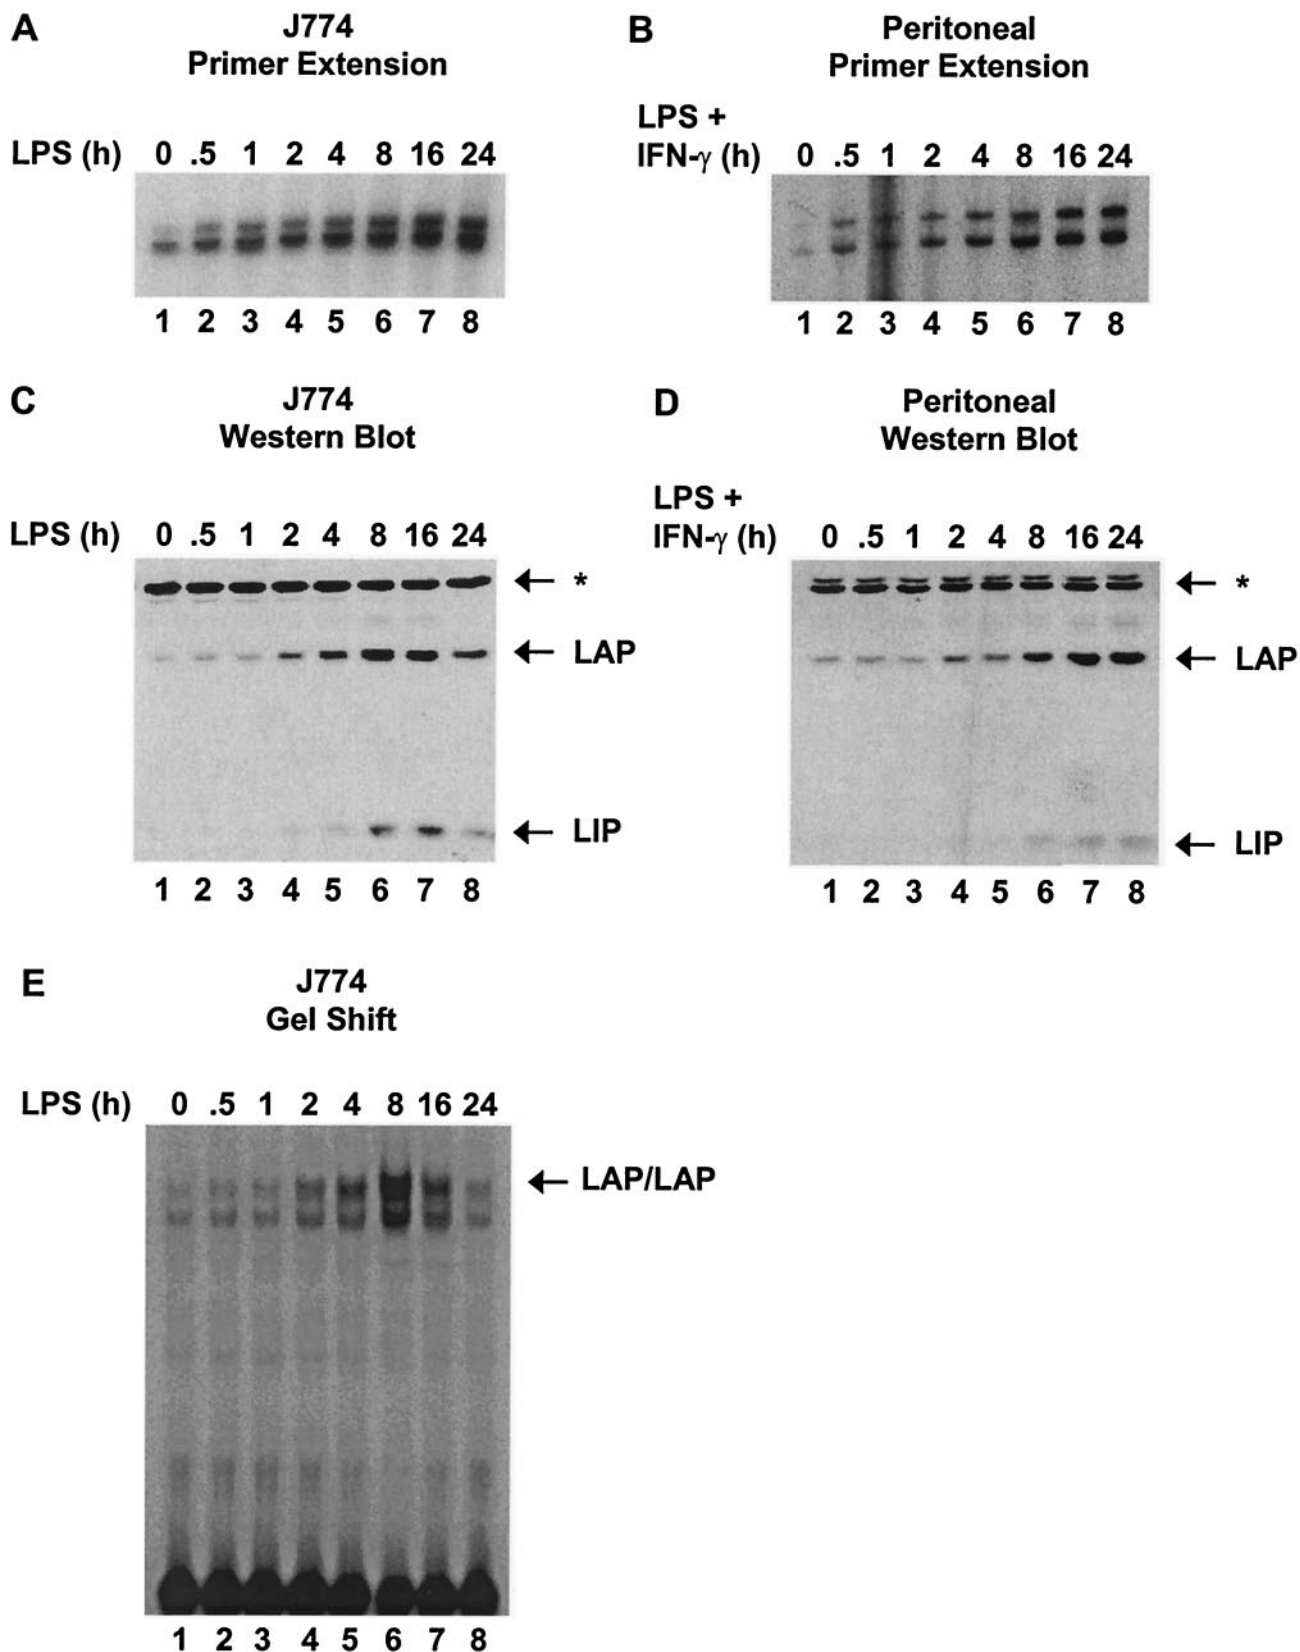 A
J774
Primer Extension
LPS (h) 0 .5 1 2 4 8 16 24
1 2 3 4 5 6 7 8
B
Peritoneal
Primer Extension
LPS +
IFN-γ (h) 0 .5 1 2 4 8 16 24
1 2 3 4 5 6 7 8
C
J774
Western Blot
LPS (h) 0 .5 1 2 4 8 16 24
*
LAP
LIP
1 2 3 4 5 6 7 8
D
Peritoneal
Western Blot
LPS +
IFN-γ (h) 0 .5 1 2 4 8 16 24
*
LAP
LIP
1 2 3 4 5 6 7 8
E
J774
Gel Shift
LPS (h) 0 .5 1 2 4 8 16 24
LAP/LAP
1 2 3 4 5 6 7 8